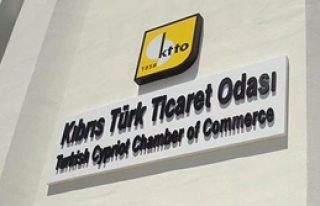 ktto
1958
Kıbrıs Türk Ticaret Odası
Turkish Cypriot Chamber of Commerce